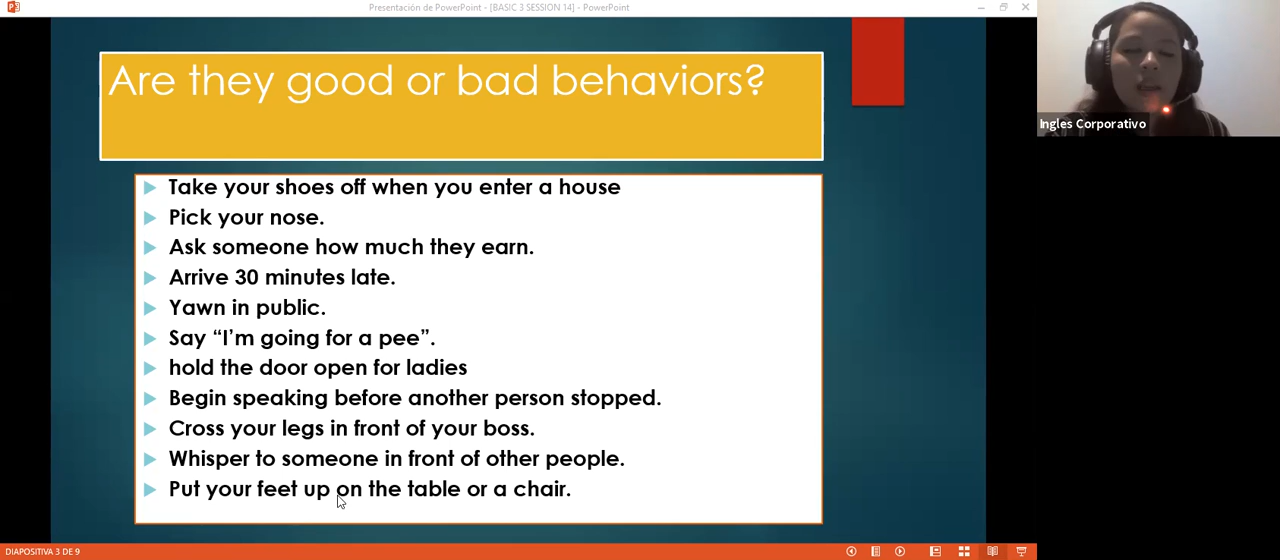 Presentación de PowerPoint - [BASIC 3 SESSION 14] - PowerPoint
Are they good or bad behaviors?
Take your shoes off when you enter a house
Pick your nose.
Ask someone how much they earn.
Arrive 30 minutes late.
Yawn in public.
Say “I’m going for a pee”.
hold the door open for ladies
Begin speaking before another person stopped.
Cross your legs in front of your boss.
Whisper to someone in front of other people.
Put your feet up on the table or a chair.
Ingles Corporativo
DIAPOSITIVA 3 DE 9